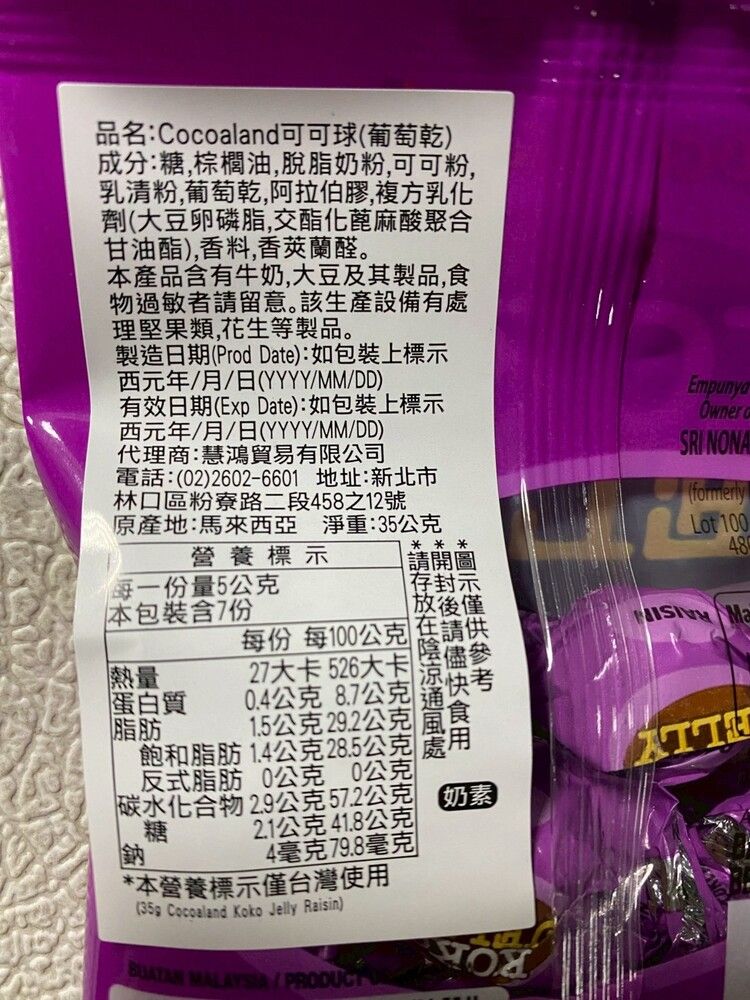 品名:Cocoaland可可球(葡萄乾)
成分:糖,棕櫚油,脫脂奶粉,可可粉,
乳清粉,葡萄乾,阿拉伯膠,複方乳化
劑(大豆卵磷脂,交酯化蓖麻酸聚合
甘油酯),香料,香莢蘭醛。
本產品含有牛奶,大豆及其製品,食
物過敏者請留意。該生產設備有處
理堅果類,花生等製品。
製造日期(Prod Date):如包裝上標示
西元年/月/日(YYYY/MM/DD)
有效日期(Exp Date):如包裝上標示
西元年/月/日(YYYY/MM/DD)
代理商:慧鴻貿易有限公司
電話:(02)2602-6601 地址:新北市
林口區粉寮路二段458之12號
原產地:馬來西亞 淨重:35公克
營養標示
每一份量5公克
本包裝含7份
每份 每100公克
熱量 27大卡 526大卡
蛋白質 0.4公克 8.7公克
脂肪 1.5公克 29.2公克
飽和脂肪 1.4公克 28.5公克
反式脂肪 0公克 0公克
碳水化合物 2.9公克 57.2公克
糖 2.1公克 41.8公克
鈉 4毫克 79.8毫克
*圖示僅供參考
*開封後請儘快食用
*請存放在陰涼通風處
奶素
*本營養標示僅台灣使用
(35g Cocoaland Koko Jelly Raisin)
Empunya
Owner
SRI NONA
(formerly
Lot 100
48
RAISIN
Ma
ELLY
KOK
BUATAN MALAYSIA / PRODUCT